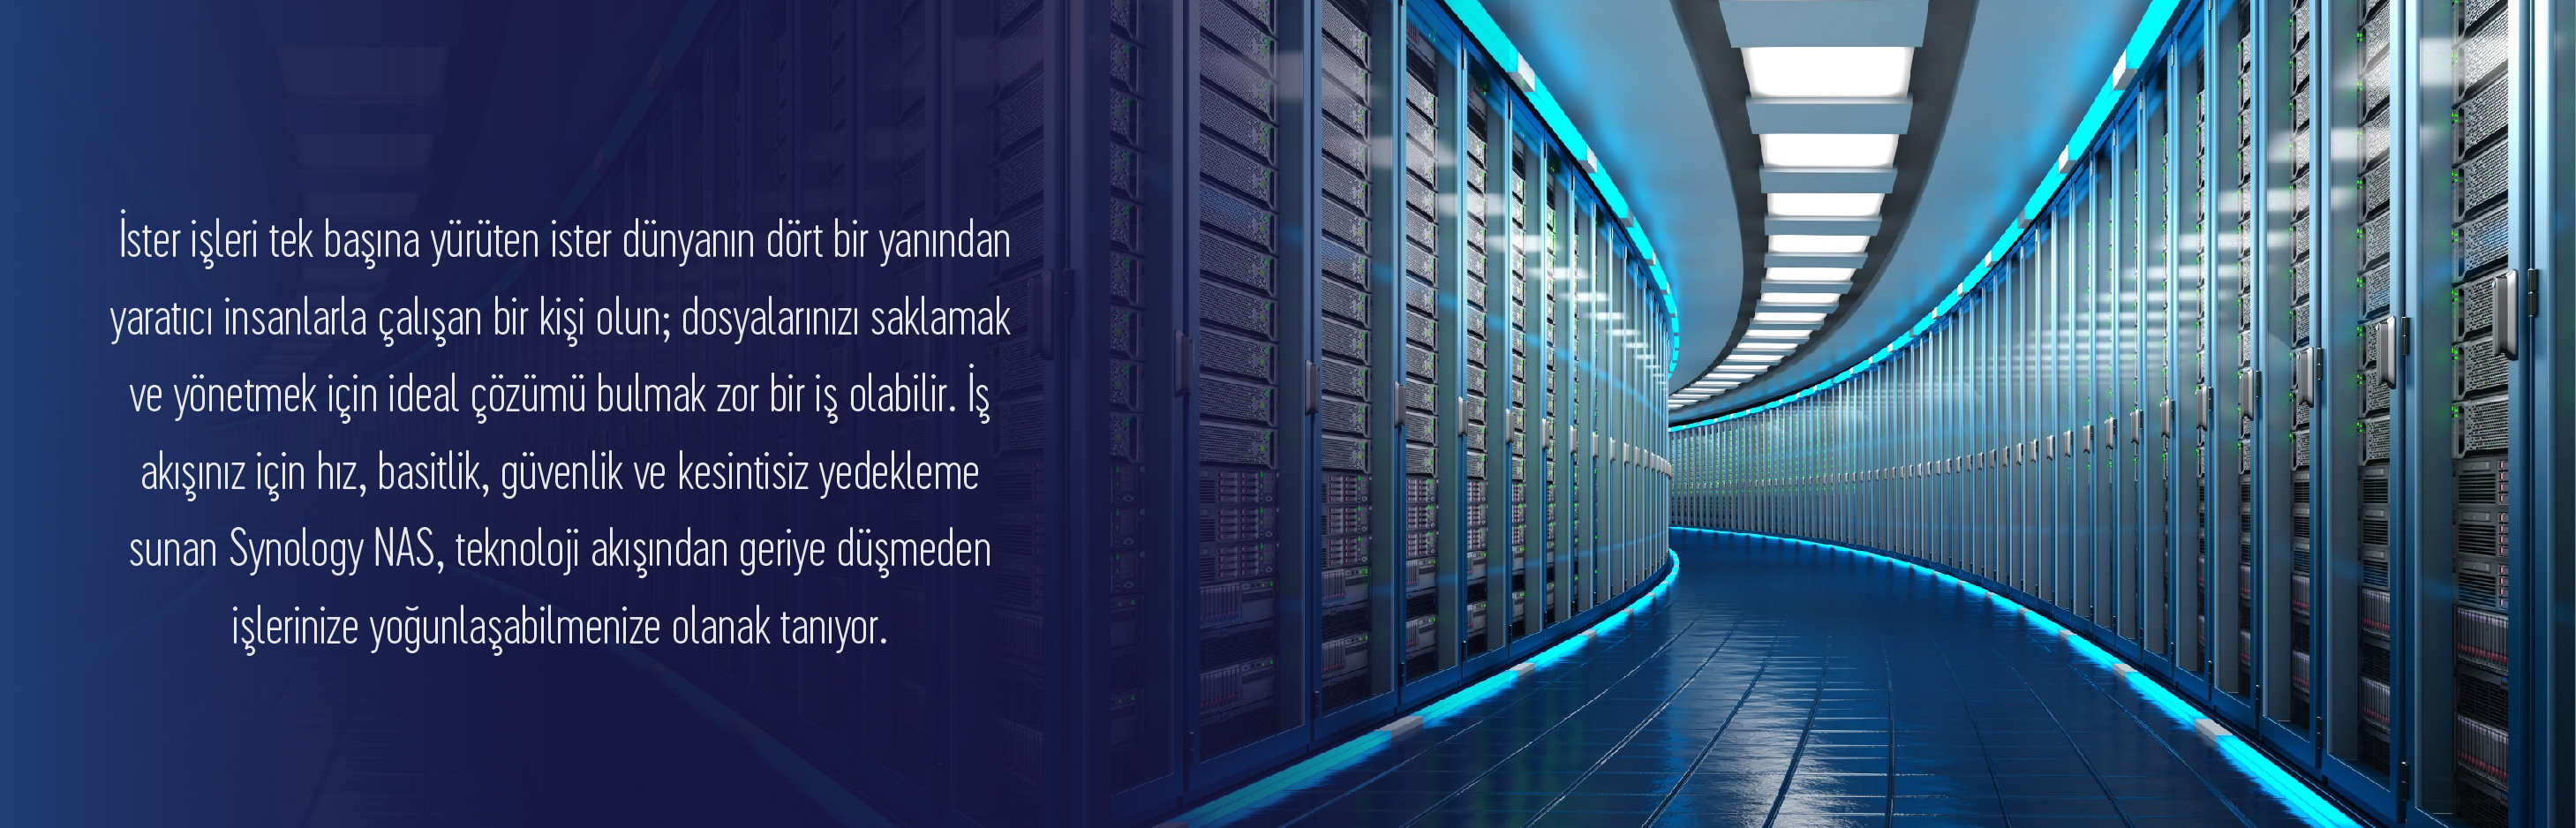 İster işleri tek başına yürüten ister dünyanın dört bir yanından
yaratıcı insanlarla çalışan bir kişi olun; dosyalarınızı saklamak
ve yönetmek için ideal çözümü bulmak zor bir iş olabilir. İş
akışınız için hız, basitlik, güvenlik ve kesintisiz yedekleme
sunan Synology NAS, teknoloji akışından geriye düşmeden
işlerinize yoğunlaşabilmenize olanak tanıyor.